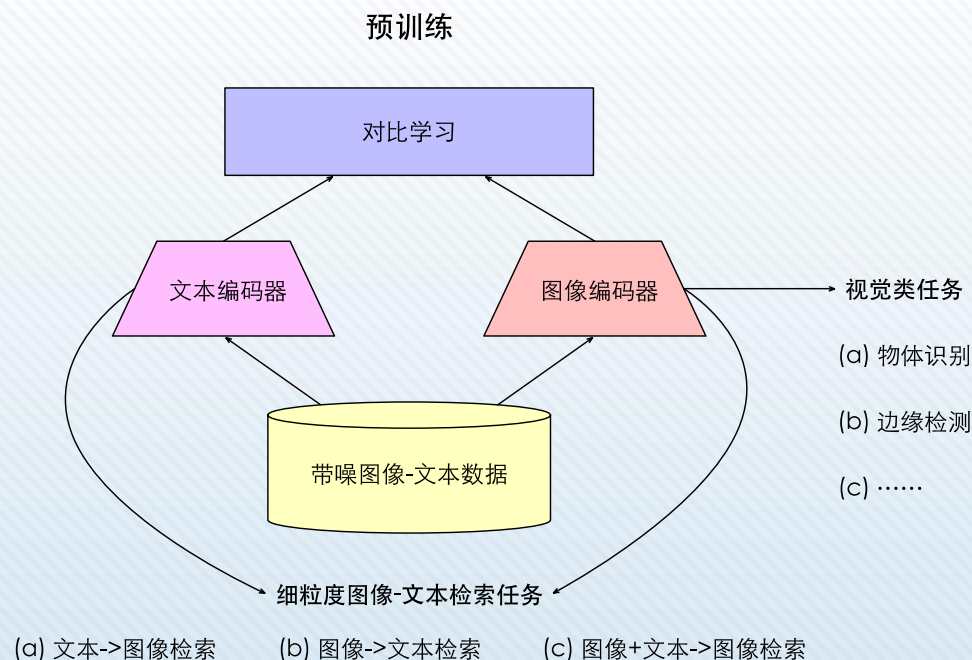 预训练
对比学习
文本编码器
图像编码器
视觉类任务
(a) 物体识别
(b) 边缘检测
(c) ……
带噪图像-文本数据
细粒度图像-文本检索任务
(a) 文本->图像检索 (b) 图像->文本检索 (c) 图像+文本->图像检索